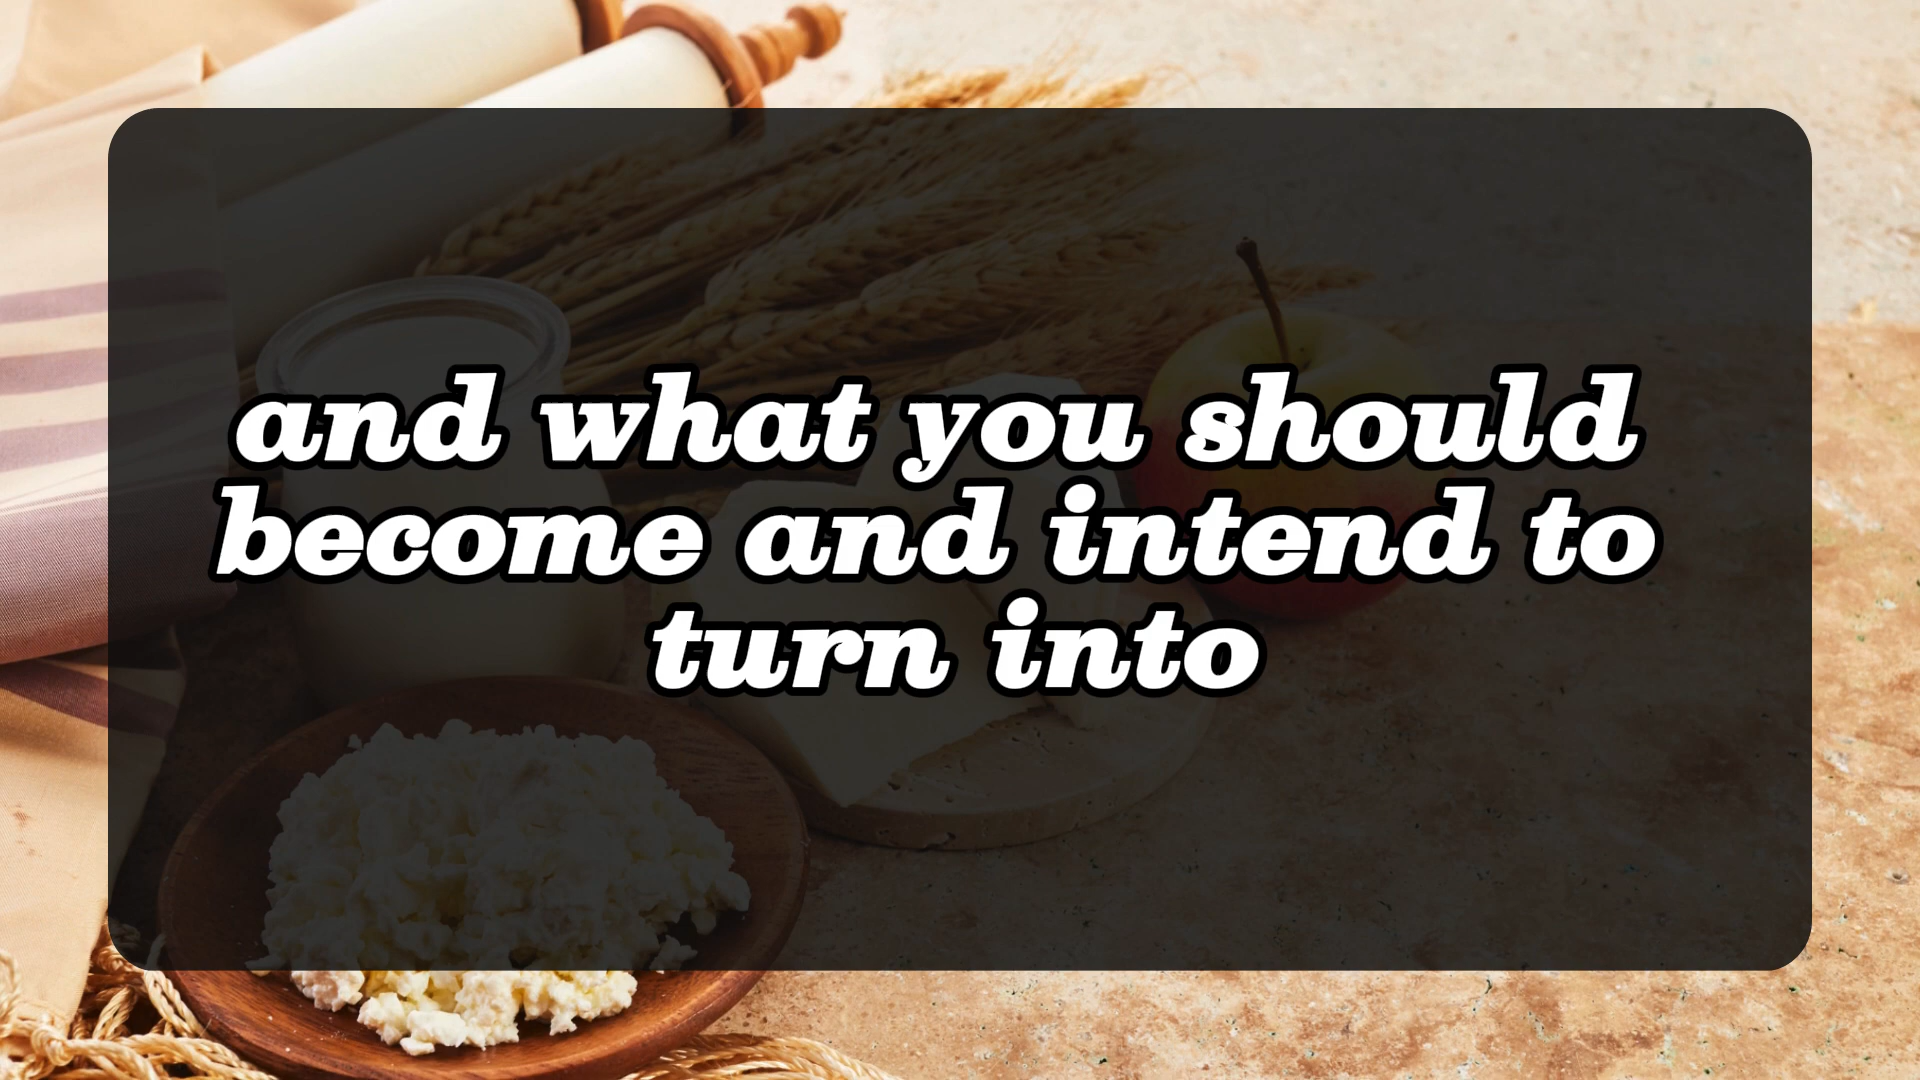 and what you should
become and intend to
turn into